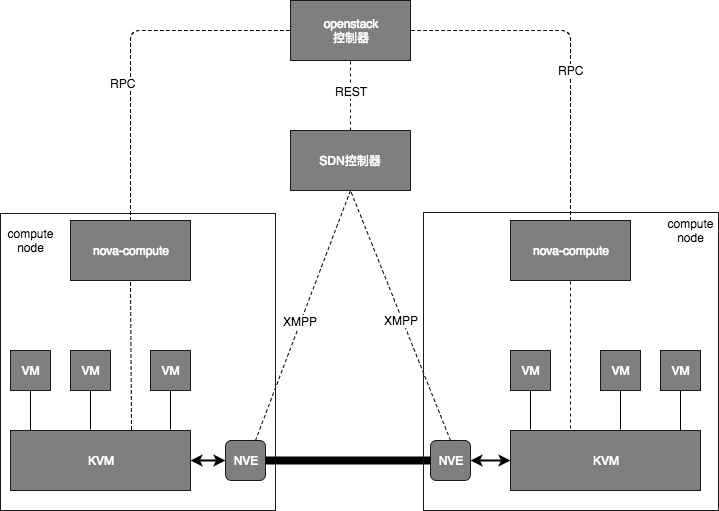 openstack
控制器
RPC
REST
RPC
SDN控制器
compute
node
nova-compute
nova-compute
compute
node
XMPP
XMPP
VM
VM
VM
VM
VM
VM
KVM
NVE
NVE
KVM